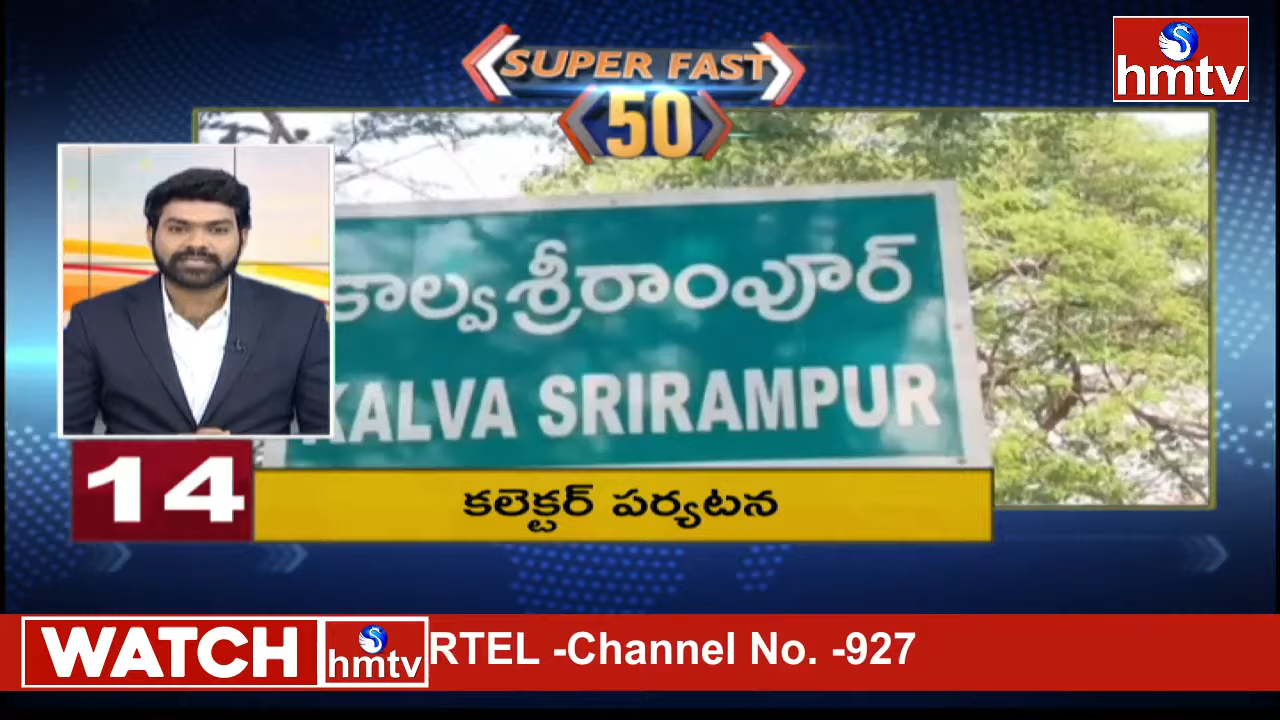 SUPER FAST
50
hmtv
కాల్వ శ్రీరాంపూర్
KALVA SRIRAMPUR
14
కలెక్టర్ పర్యటన
WATCH hmtv RTEL -Channel No. -927